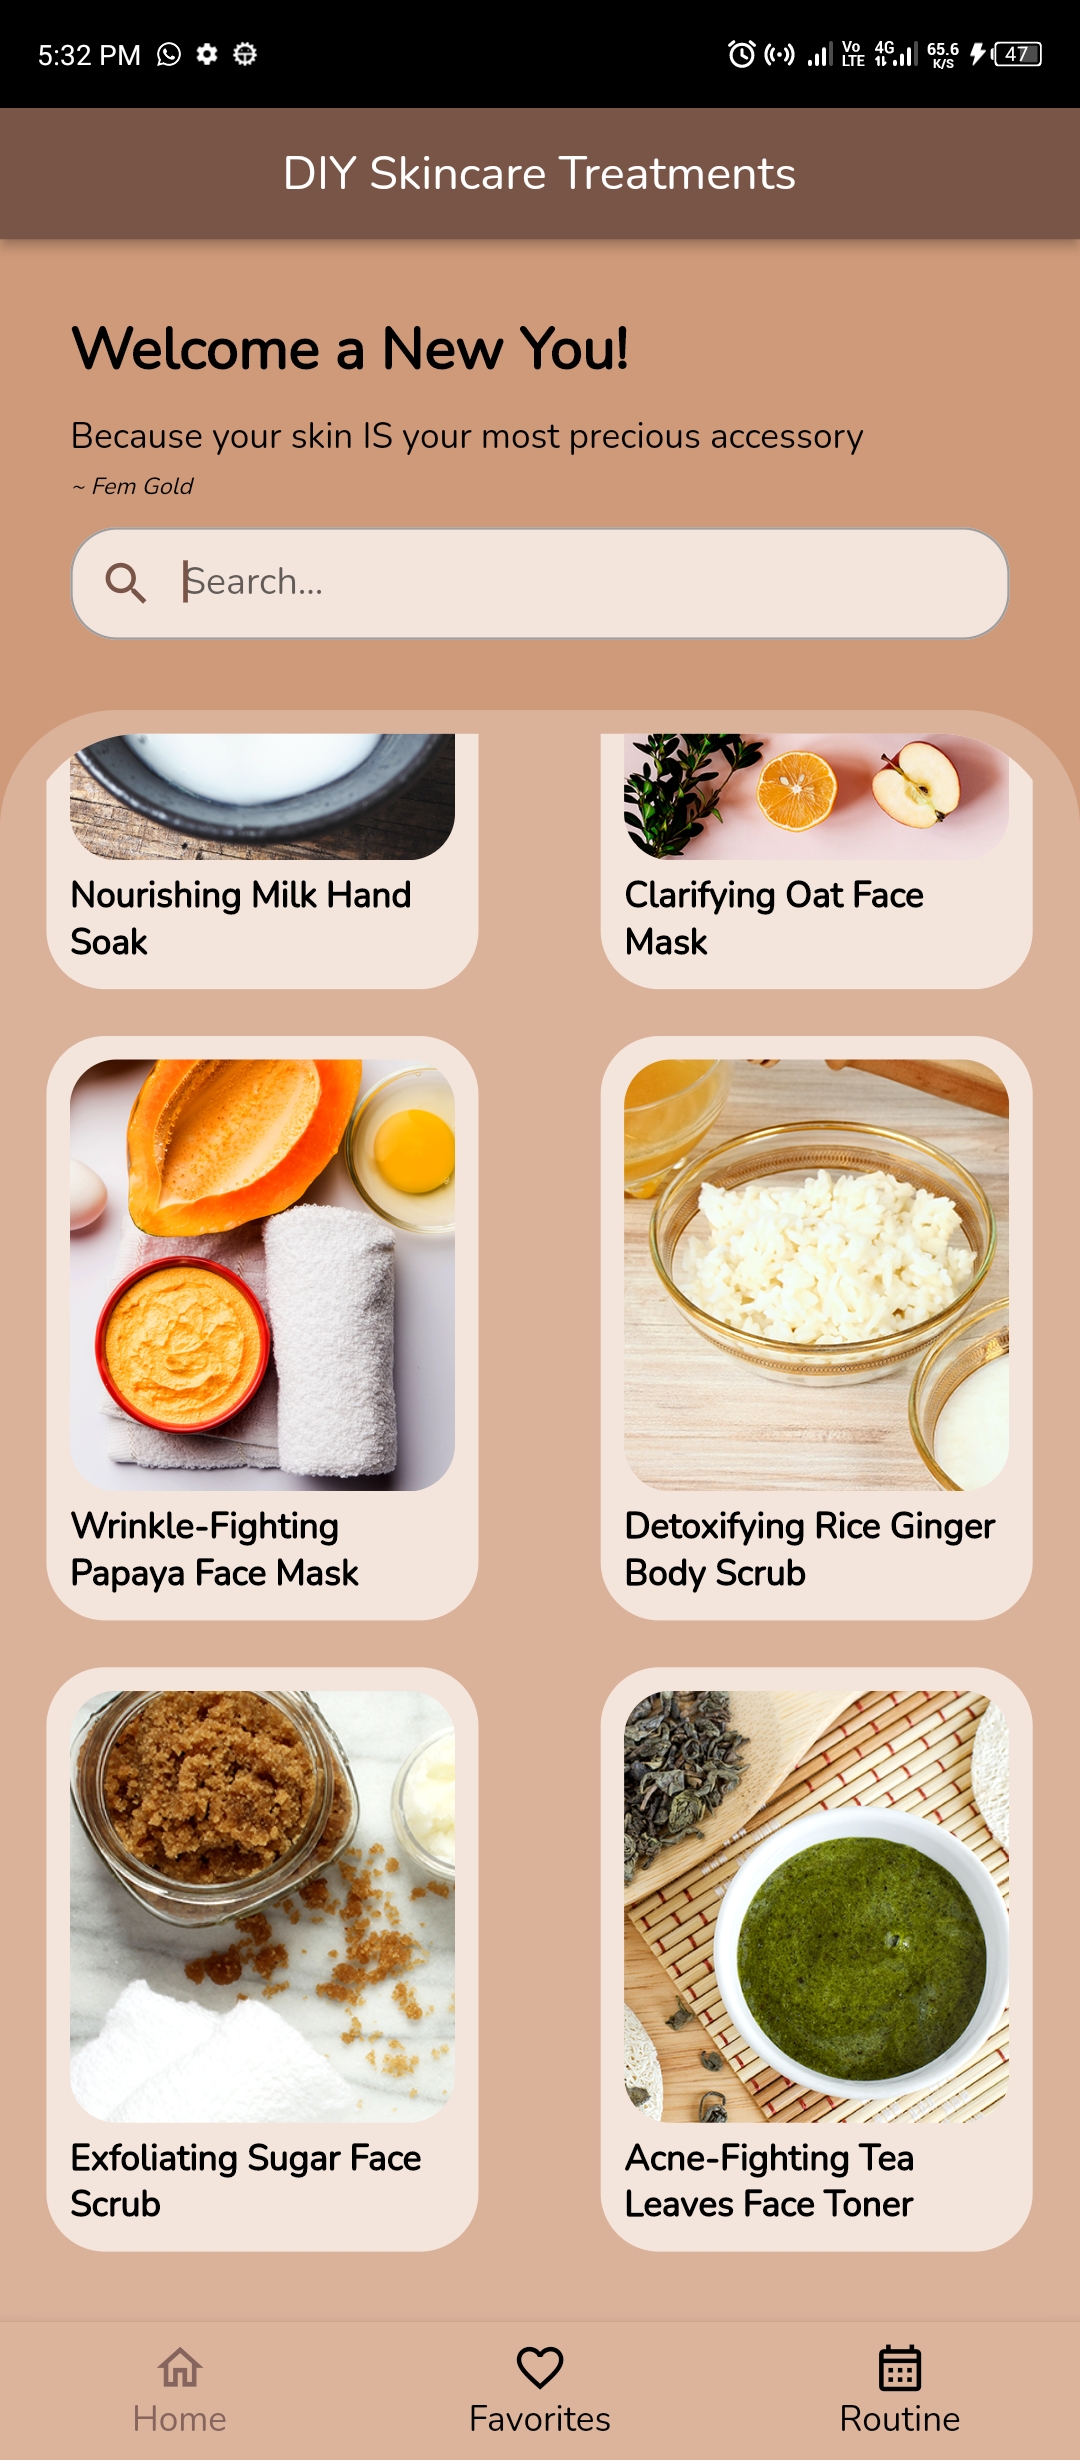 5:32 PM
Vo
LTE
4G
65.6
K/S
47
DIY Skincare Treatments
Welcome a New You!
Because your skin IS your most precious accessory
~ Fem Gold
Search...
Nourishing Milk Hand
Soak
Clarifying Oat Face
Mask
Wrinkle-Fighting
Papaya Face Mask
Detoxifying Rice Ginger
Body Scrub
Exfoliating Sugar Face
Scrub
Acne-Fighting Tea
Leaves Face Toner
Home
Favorites
Routine